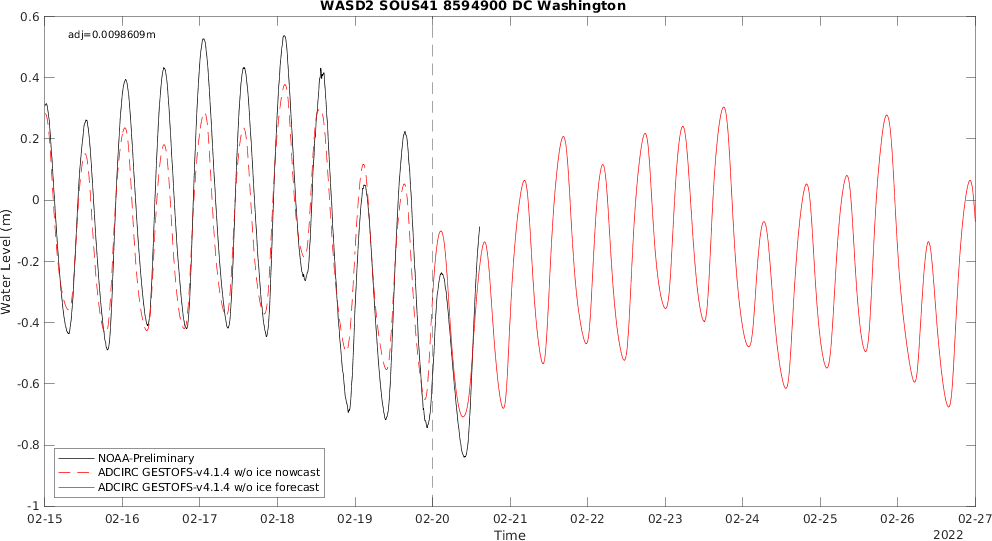 WASD2 SOUS41 8594900 DC Washington
adj=0.0098609m
0.6
0.4
0.2
0
-0.2
-0.4
-0.6
-0.8
-1
Water Level (m)
NOAA-Preliminary
ADCIRC GESTOFS-v4.1.4 w/o ice nowcast
ADCIRC GESTOFS-v4.1.4 w/o ice forecast
02-15 02-16 02-17 02-18 02-19 02-20 02-21 02-22 02-23 02-24 02-25 02-26 02-27
Time
2022